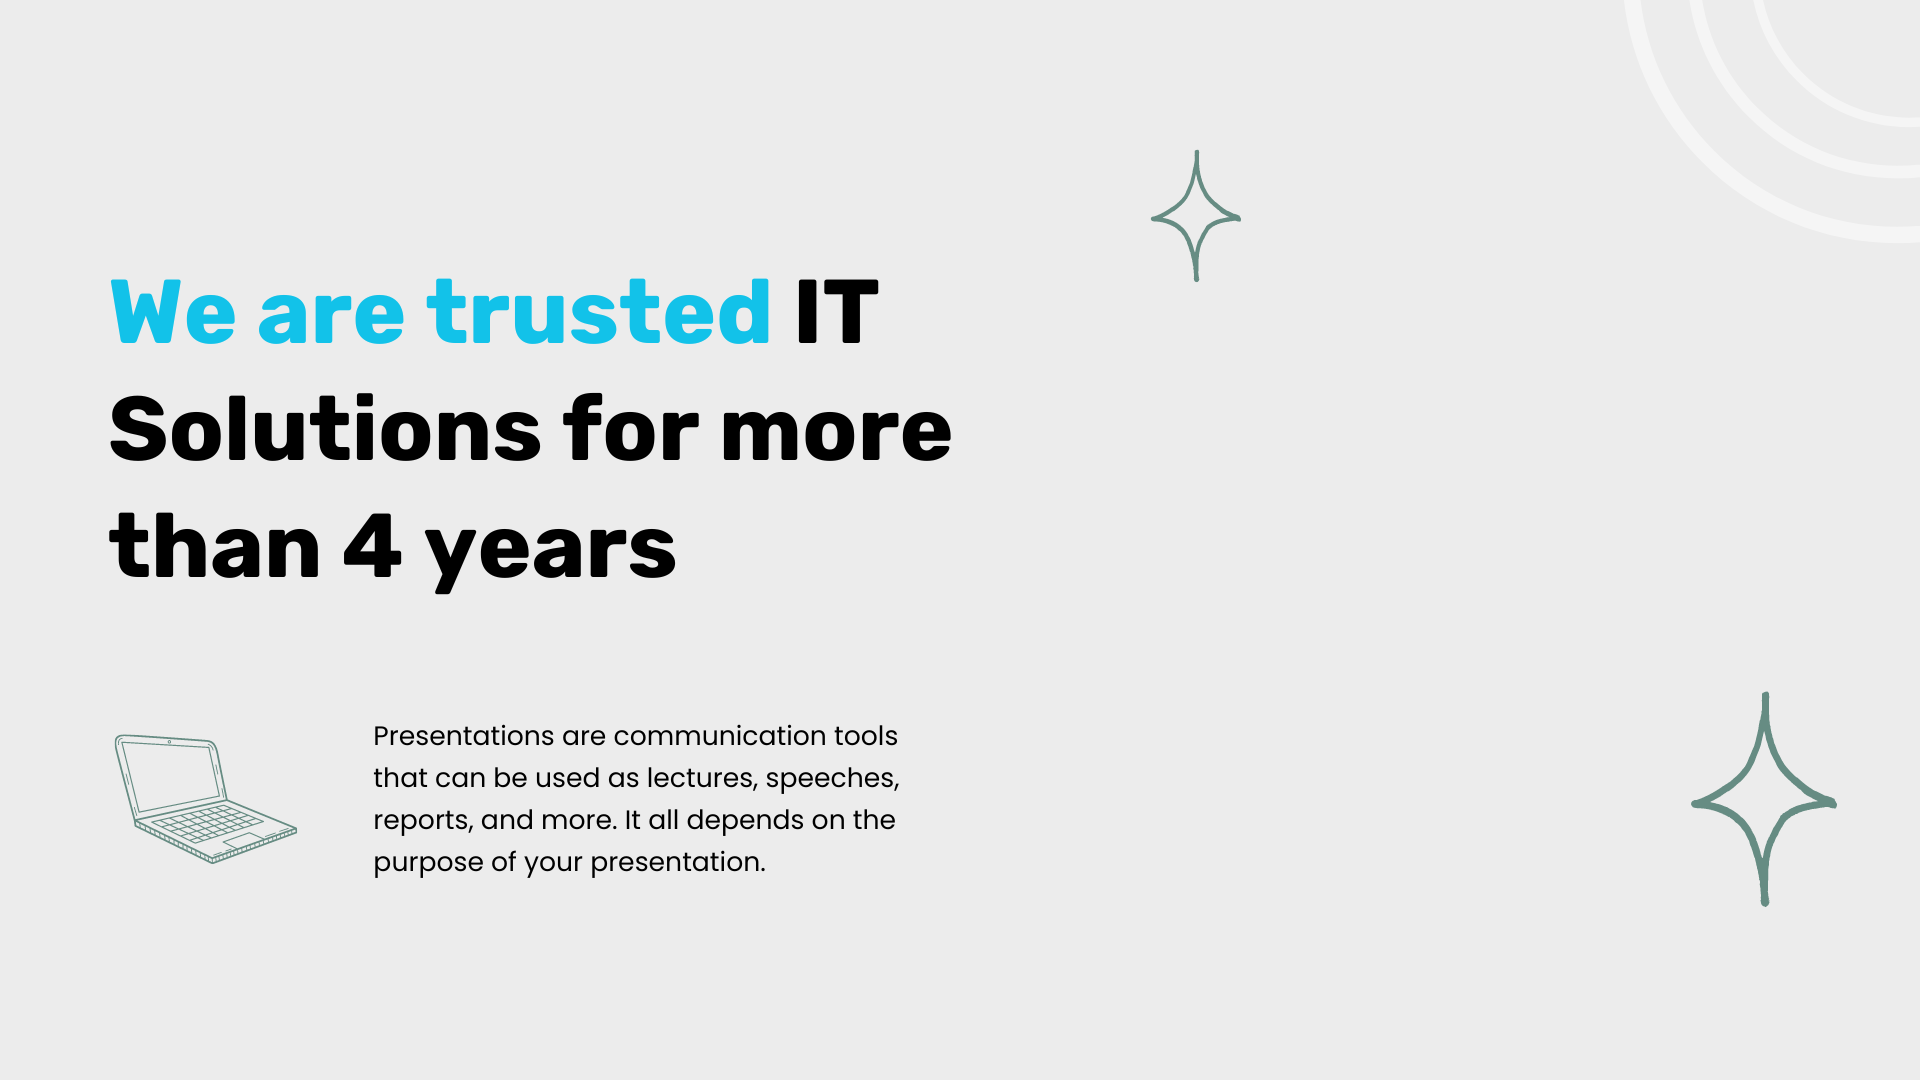 We are trusted IT
Solutions for more
than 4 years
Presentations are communication tools
that can be used as lectures, speeches,
reports, and more. It all depends on the
purpose of your presentation.